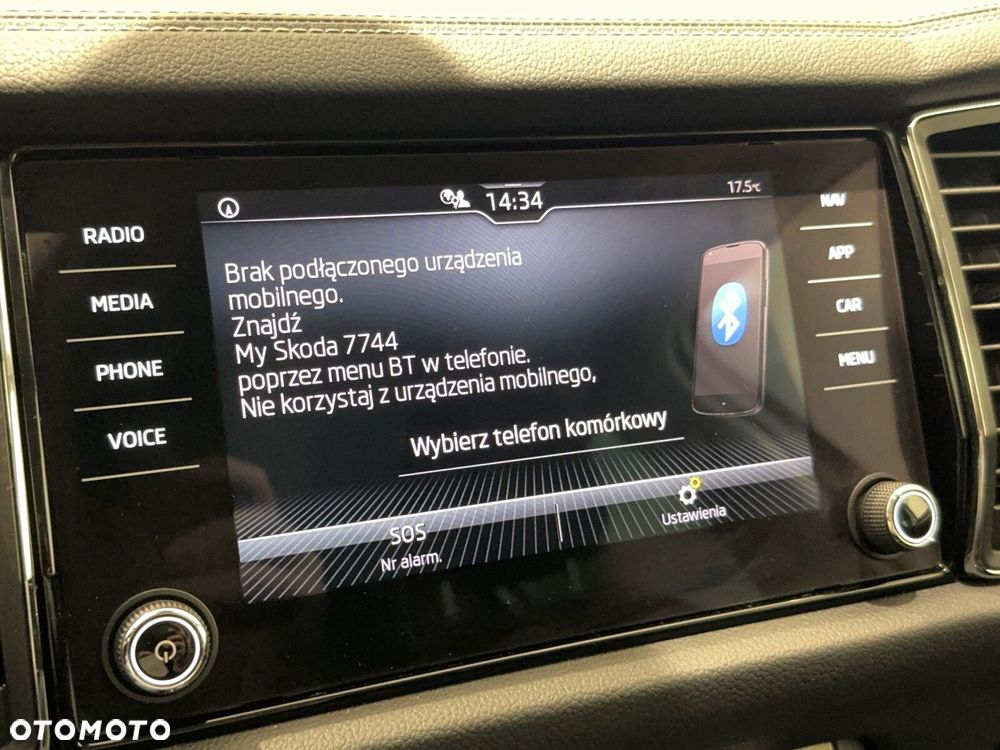 14:34
17.5°C
RADIO
MEDIA
PHONE
VOICE
Brak podłączonego urządzenia
mobilnego.
Znajdź
My Skoda 7744
poprzez menu BT w telefonie.
Nie korzystaj z urządzenia mobilnego,
Wybierz telefon komórkowy
SOS
Nr alarm.
Ustawienia
NAV
APP
CAR
MENU
OTOMOTO